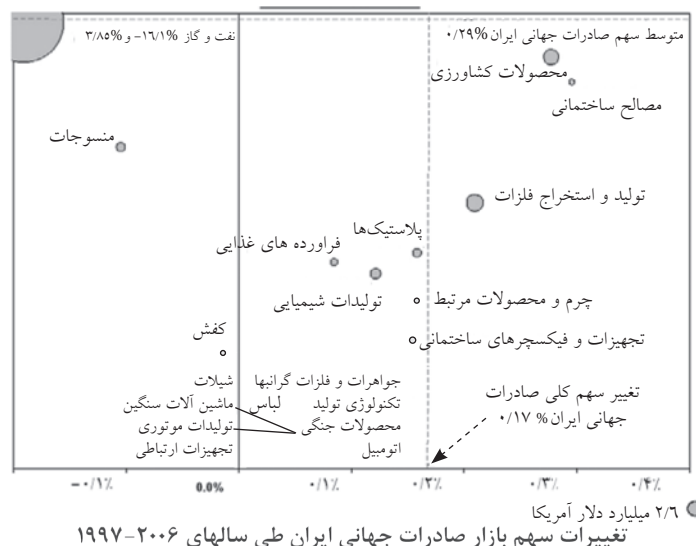 متوسط سهم صادرات جهانی ایران ۰/۲۹%
نفت و گاز ۱۶/۱%- و ۳/۸۵%
محصولات کشاورزی
مصالح ساختمانی
منسوجات
تولید و استخراج فلزات
پلاستیک‌ها
فراورده های غذایی
تولیدات شیمیایی
چرم و محصولات مرتبط
تجهیزات و فیکسچرهای ساختمانی
کفش
جواهرات و فلزات گرانبها
شیلات
تکنولوژی تولید
لباس
ماشین آلات سنگین
محصولات جنگی
تولیدات موتوری
اتومبیل
تجهیزات ارتباطی
تغییر سهم کلی صادرات
جهانی ایران ۰/۱۷ %
-۰/۱٪ 0.0% ۰/۱٪ ۰/۲٪ ۰/۳٪ ۰/۴٪
۲/۶ میلیارد دلار آمریکا
تغییرات سهم بازار صادرات جهانی ایران طی سالهای ۲۰۰۶-۱۹۹۷